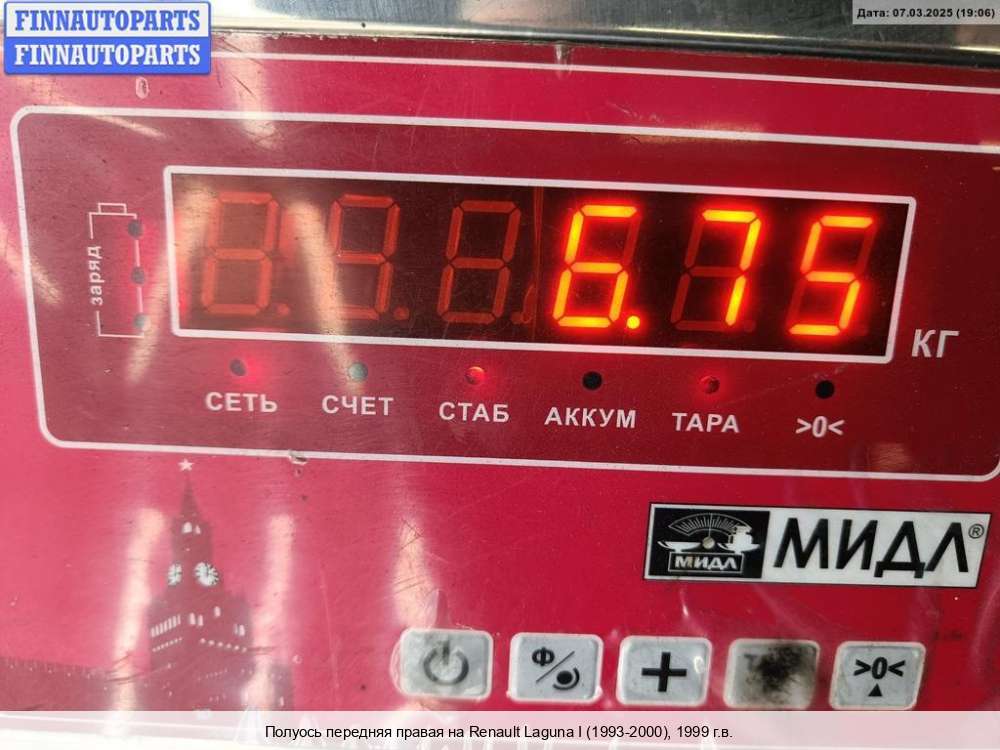 FINNAUTOPARTS
FINNAUTOPARTS
Дата: 07.03.2025 (19:06)
заряд
6.75
КГ
СЕТЬ СЧЕТ СТАБ АККУМ ТАРА >0<
МИДЛ
МИДЛ®
Ф/
+
>0<
Полуось передняя правая на Renault Laguna I (1993-2000), 1999 г.в.